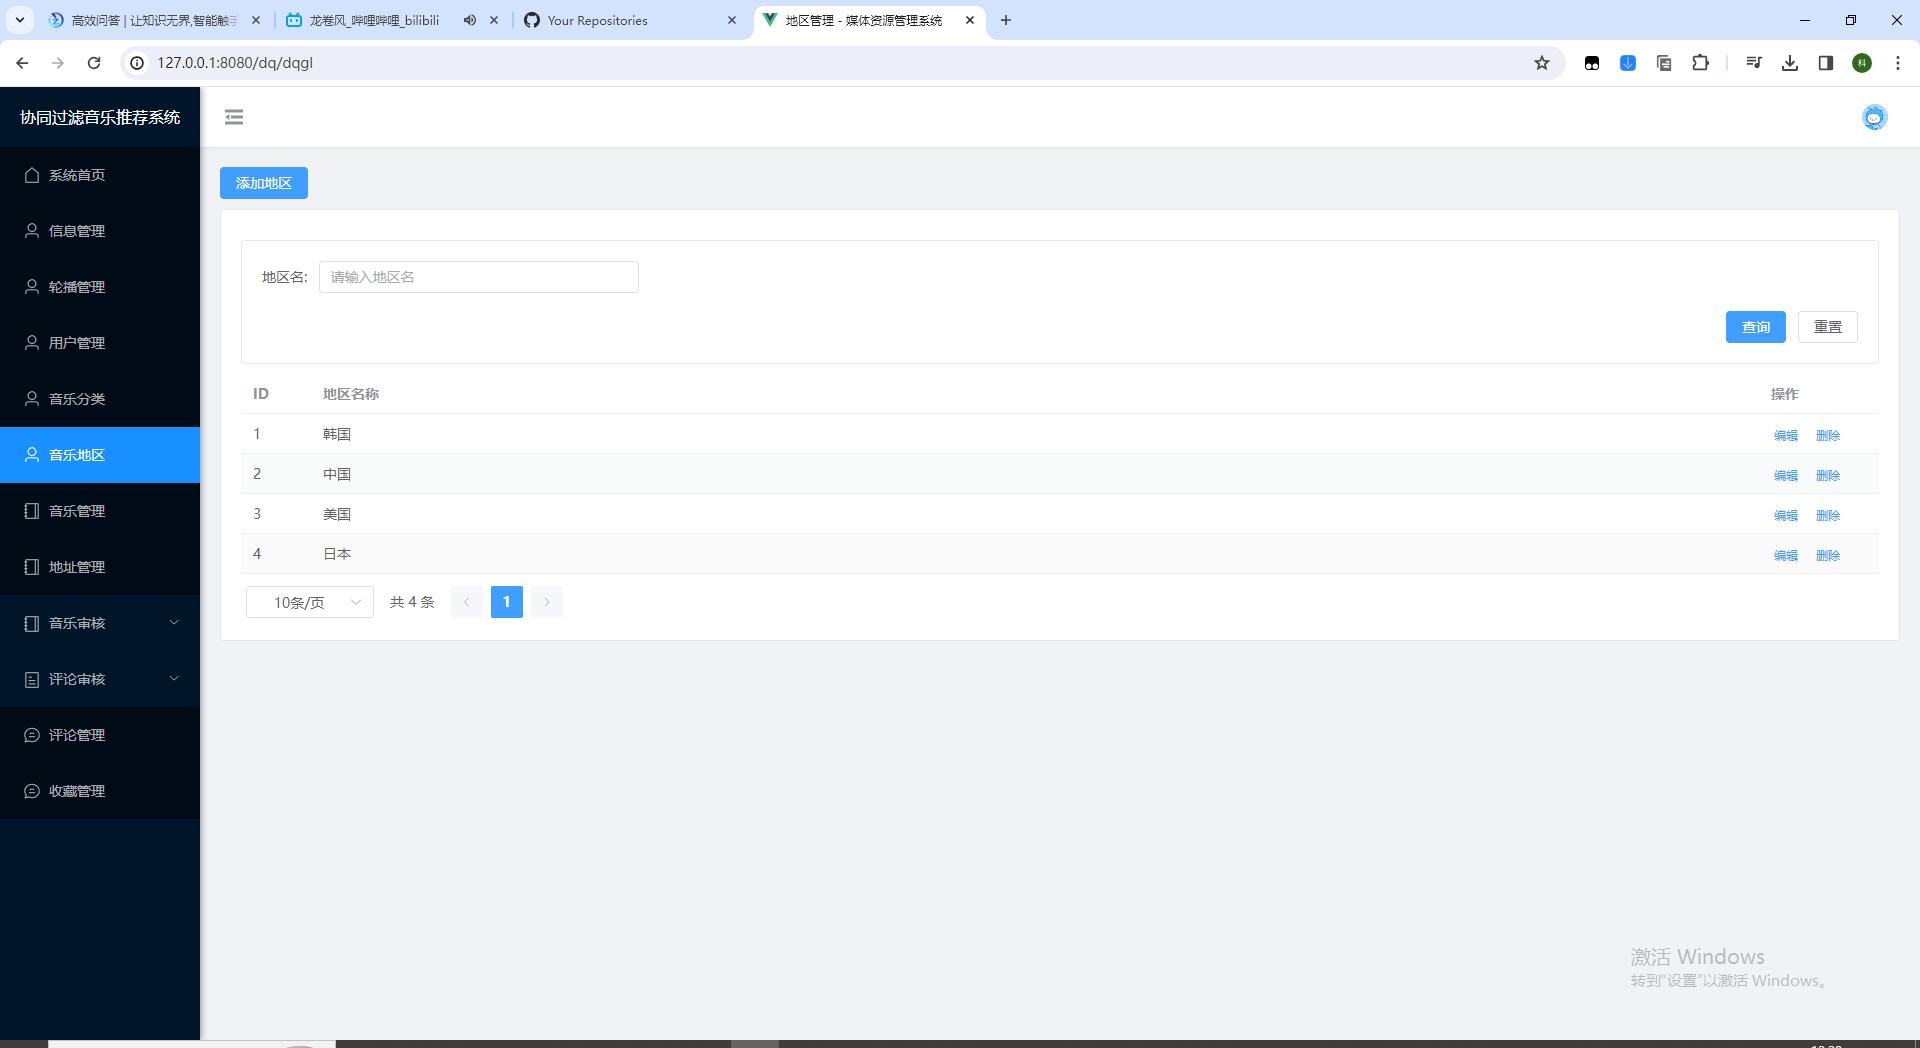 高效问答 | 让知识无界,智能触手
龙卷风_哔哩哔哩_bilibili
Your Repositories
地区管理 - 媒体资源管理系统
127.0.0.1:8080/dq/dqgl
科
协同过滤音乐推荐系统
系统首页
信息管理
轮播管理
用户管理
音乐分类
音乐地区
音乐管理
地址管理
音乐审核
评论审核
评论管理
收藏管理
添加地区
地区名:
请输入地区名
查询
重置
ID 地区名称 操作
1 韩国 编辑 删除
2 中国 编辑 删除
3 美国 编辑 删除
4 日本 编辑 删除
10条/页 共 4 条 1
激活 Windows
转到"设置"以激活 Windows。